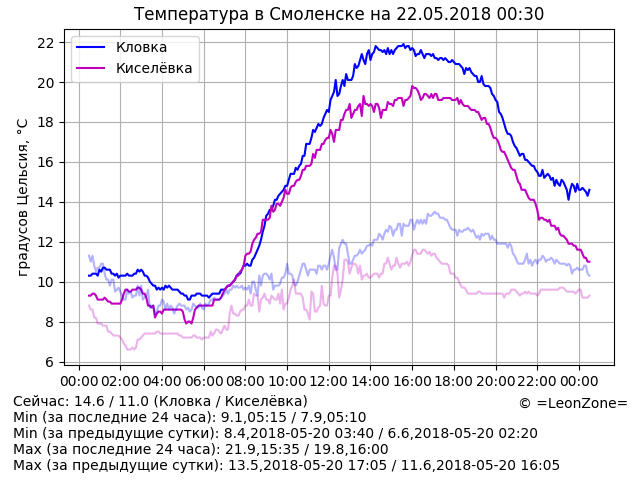 Температура в Смоленске на 22.05.2018 00:30
Кловка
Киселёвка
градусов Цельсия, °C
22
20
18
16
14
12
10
8
6
00:00 02:00 04:00 06:00 08:00 10:00 12:00 14:00 16:00 18:00 20:00 22:00 00:00
Сейчас: 14.6 / 11.0 (Кловка / Киселёвка)
© =LeonZone=
Min (за последние 24 часа): 9.1,05:15 / 7.9,05:10
Min (за предыдущие сутки): 8.4,2018-05-20 03:40 / 6.6,2018-05-20 02:20
Max (за последние 24 часа): 21.9,15:35 / 19.8,16:00
Max (за предыдущие сутки): 13.5,2018-05-20 17:05 / 11.6,2018-05-20 16:05